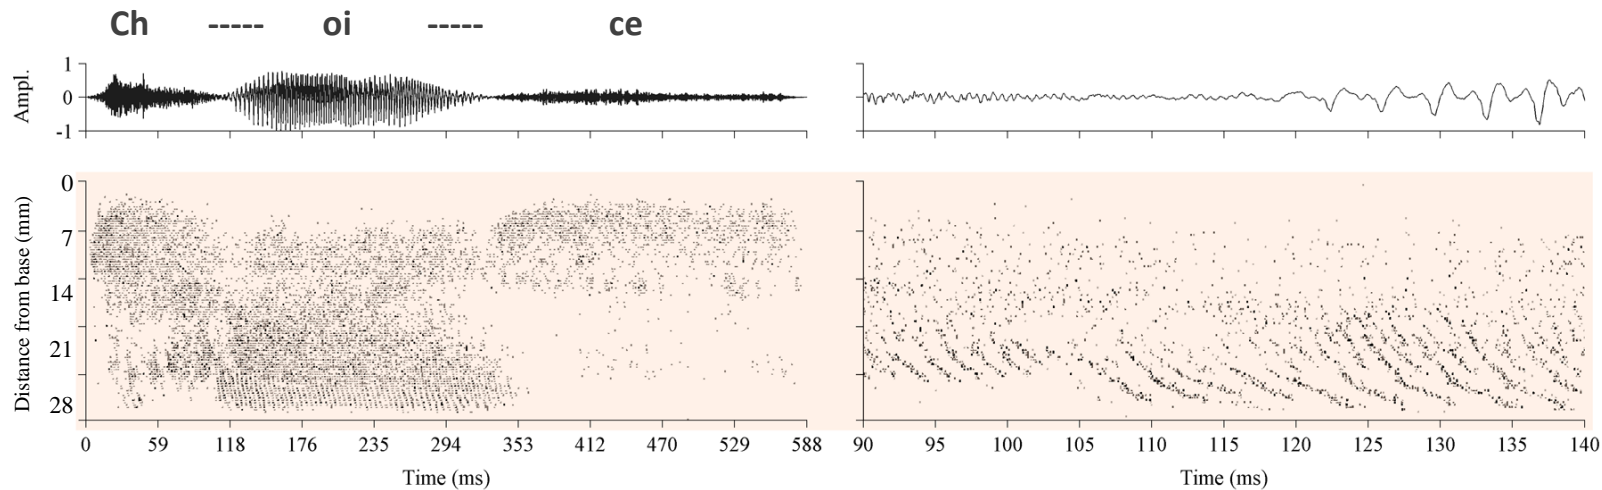 Ch ----- oi ----- ce
Ampl.
1
0
-1
Distance from base (mm)
0
7
14
21
28
0 59 118 176 235 294 353 412 470 529 588
Time (ms)
90 95 100 105 110 115 120 125 130 135 140
Time (ms)